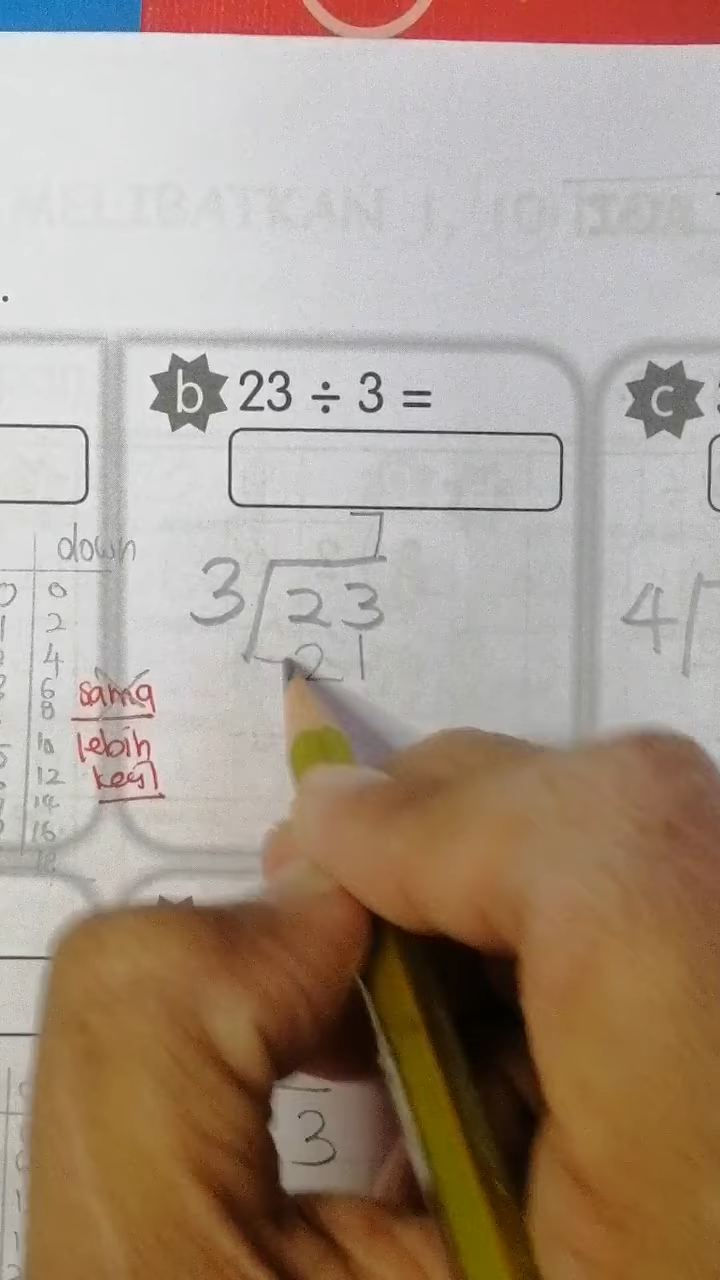 MELIBATKAN 1, 10
b 23 ÷ 3 =
c
down
7
3 23
21
4
0
2
4
6 sama
8
10 lebih
12 kecil
14
16
18
3